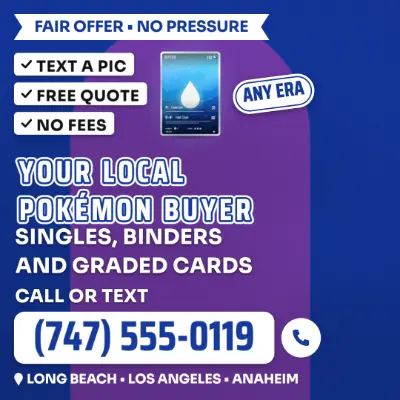 FAIR OFFER • NO PRESSURE
TEXT A PIC
FREE QUOTE
NO FEES
ANY ERA
YOUR LOCAL
POKÉMON BUYER
SINGLES, BINDERS
AND GRADED CARDS
CALL OR TEXT
(747) 555-0119
LONG BEACH • LOS ANGELES • ANAHEIM